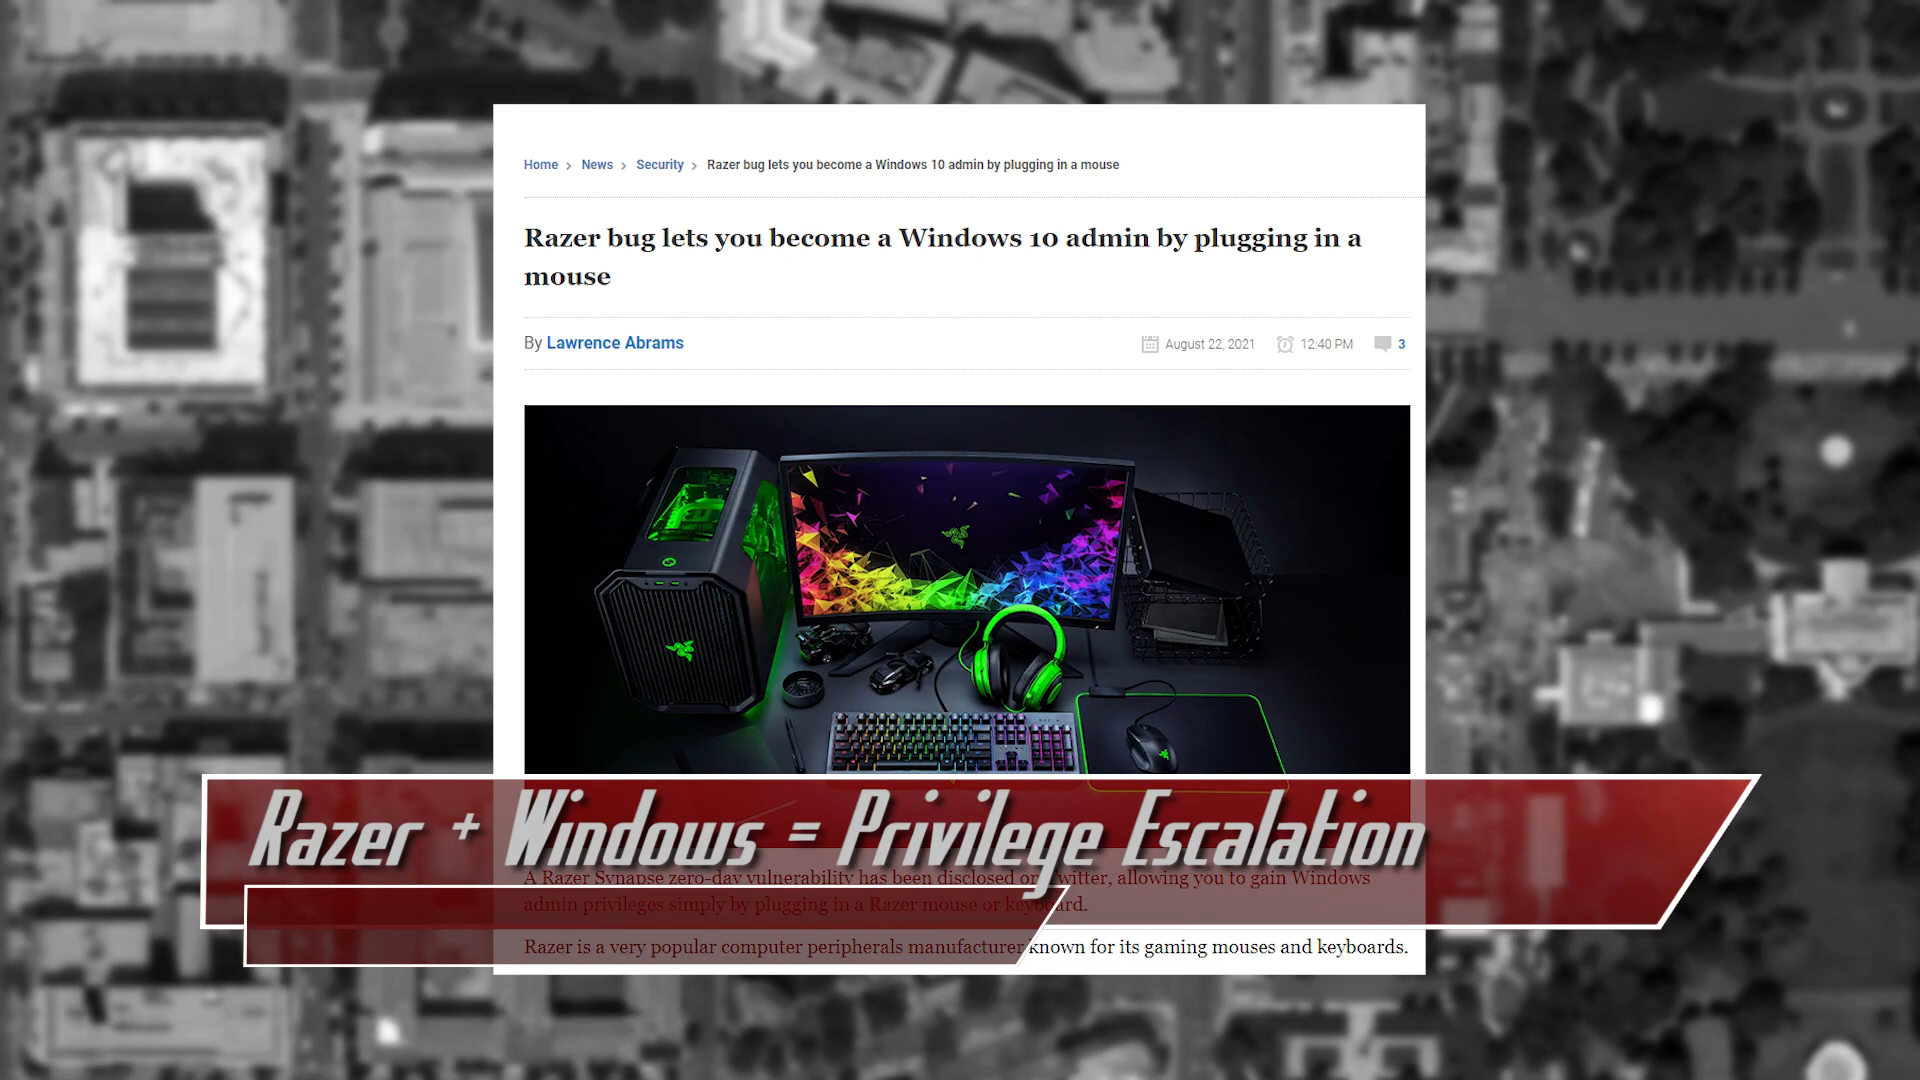 Home > News > Security > Razer bug lets you become a Windows 10 admin by plugging in a mouse
Razer bug lets you become a Windows 10 admin by plugging in a
mouse
By Lawrence Abrams
August 22, 2021 12:40 PM 3
Razer + Windows = Privilege Escalation
A Razer Synapse zero-day vulnerability has been disclosed on Twitter, allowing you to gain Windows
admin privileges simply by plugging in a Razer mouse or keyboard.
Razer is a very popular computer peripherals manufacturer known for its gaming mouses and keyboards.